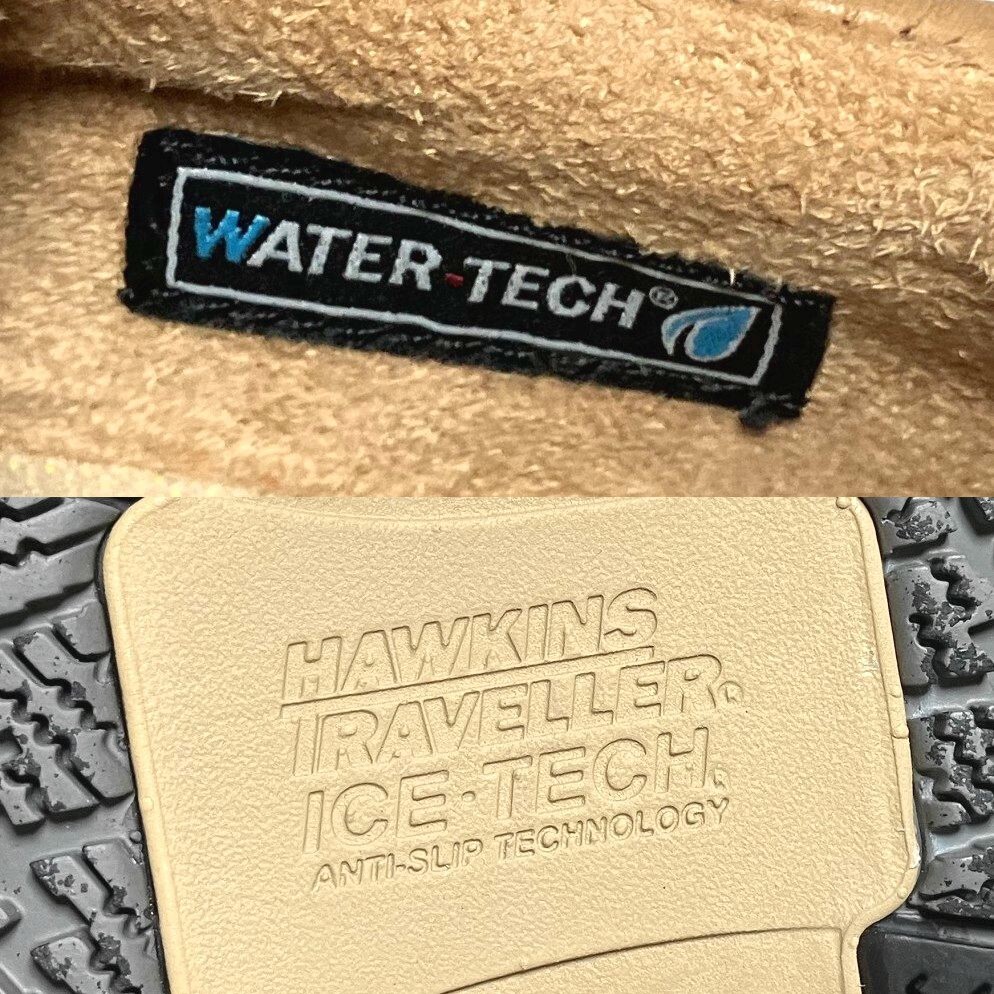 WATER-TECH®
HAWKINS
TRAVELLER®
ICE-TECH®
ANTI-SLIP TECHNOLOGY